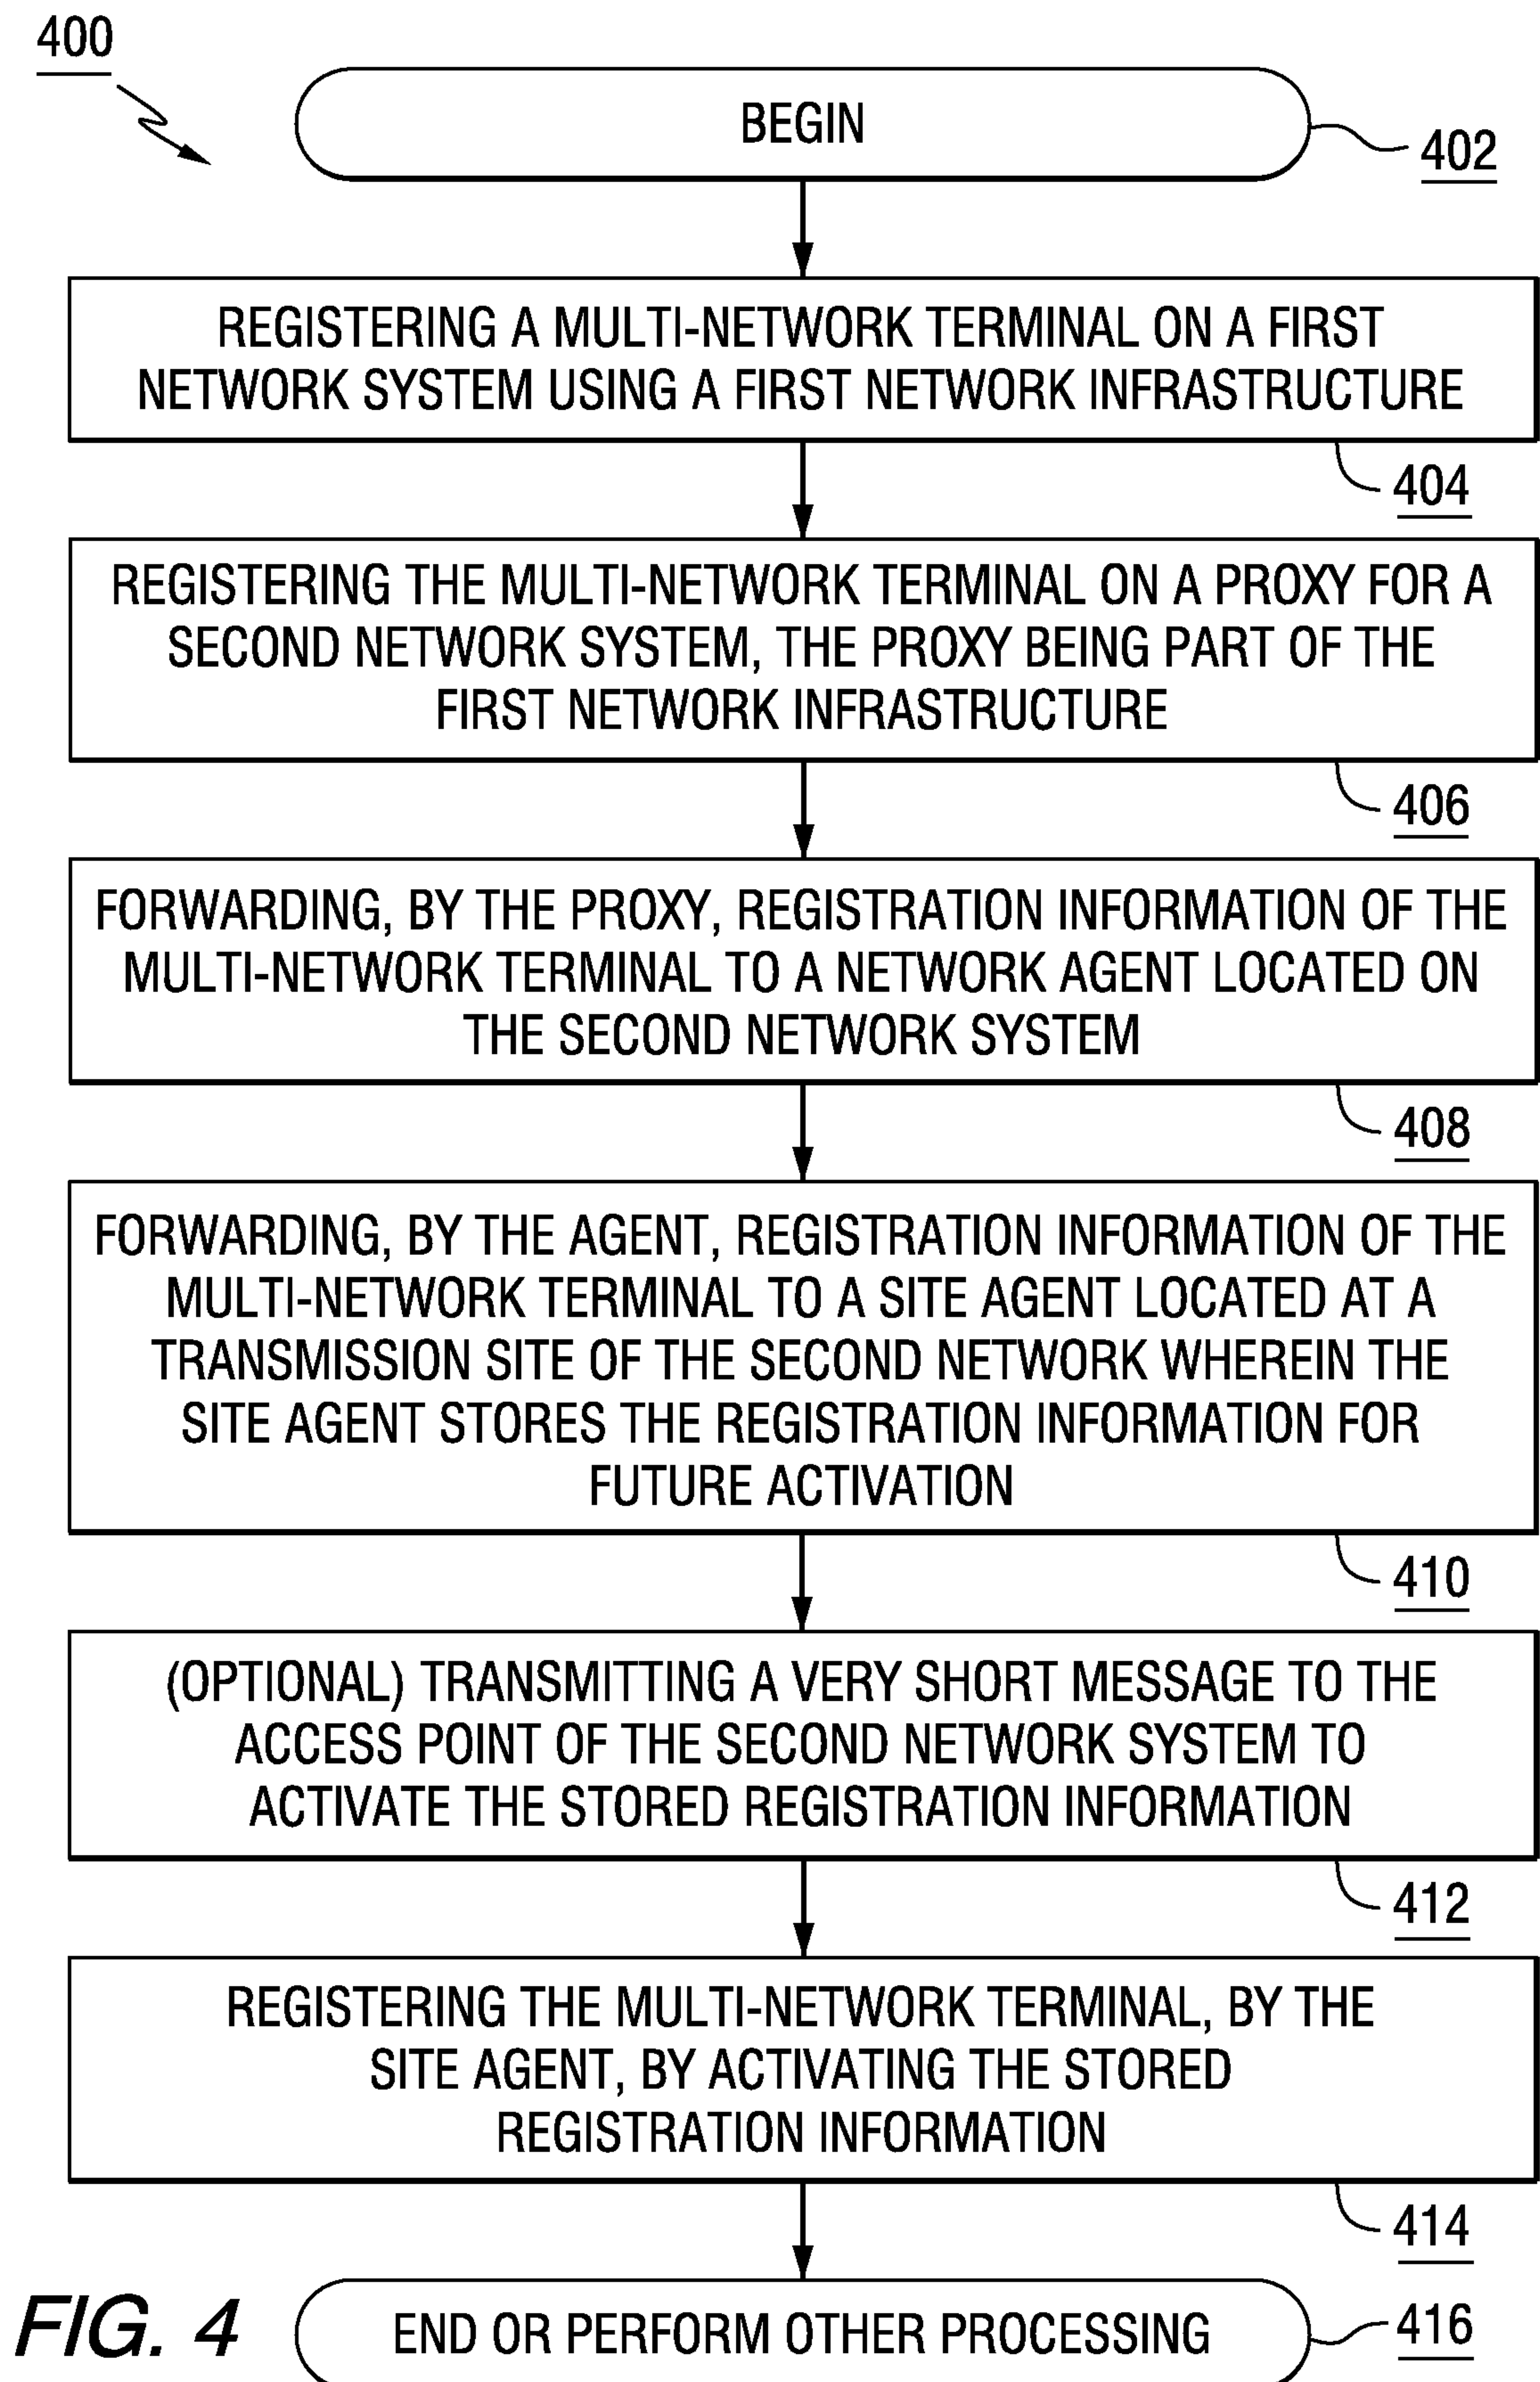 400
BEGIN
402
REGISTERING A MULTI-NETWORK TERMINAL ON A FIRST
NETWORK SYSTEM USING A FIRST NETWORK INFRASTRUCTURE
404
REGISTERING THE MULTI-NETWORK TERMINAL ON A PROXY FOR A
SECOND NETWORK SYSTEM, THE PROXY BEING PART OF THE
FIRST NETWORK INFRASTRUCTURE
406
FORWARDING, BY THE PROXY, REGISTRATION INFORMATION OF THE
MULTI-NETWORK TERMINAL TO A NETWORK AGENT LOCATED ON
THE SECOND NETWORK SYSTEM
408
FORWARDING, BY THE AGENT, REGISTRATION INFORMATION OF THE
MULTI-NETWORK TERMINAL TO A SITE AGENT LOCATED AT A
TRANSMISSION SITE OF THE SECOND NETWORK WHEREIN THE
SITE AGENT STORES THE REGISTRATION INFORMATION FOR
FUTURE ACTIVATION
410
(OPTIONAL) TRANSMITTING A VERY SHORT MESSAGE TO THE
ACCESS POINT OF THE SECOND NETWORK SYSTEM TO
ACTIVATE THE STORED REGISTRATION INFORMATION
412
REGISTERING THE MULTI-NETWORK TERMINAL, BY THE
SITE AGENT, BY ACTIVATING THE STORED
REGISTRATION INFORMATION
414
FIG. 4
END OR PERFORM OTHER PROCESSING
416